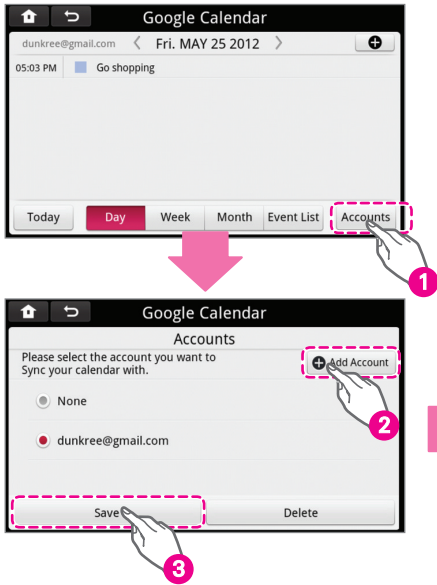 Google Calendar
dunkree@gmail.com Fri. MAY 25 2012
05:03 PM Go shopping
Today Day Week Month Event List Accounts
1
Google Calendar
Accounts
Please select the account you want to
Sync your calendar with.
Add Account
None
2
dunkree@gmail.com
Save Delete
3